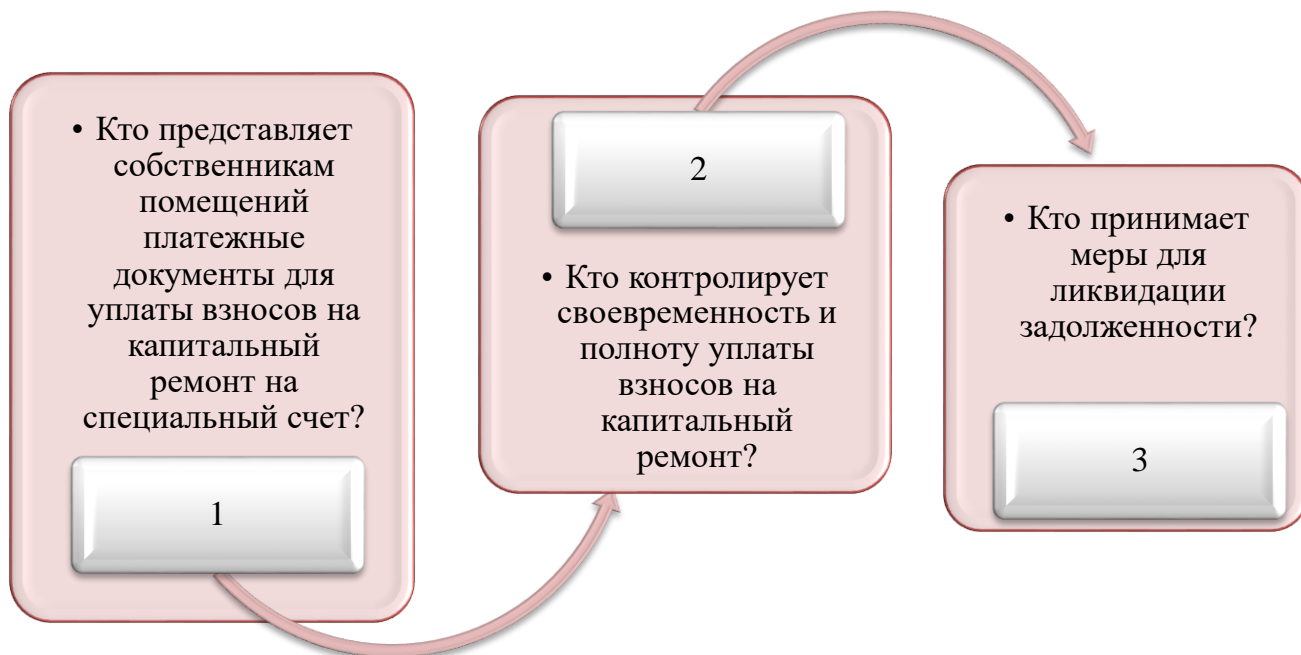 • Кто представляет
собственникам
помещений
платежные
документы для
уплаты взносов на
капитальный
ремонт на
специальный счет?
1
2
• Кто контролирует
своевременность и
полноту уплаты
взносов на
капитальный
ремонт?
• Кто принимает
меры для
ликвидации
задолженности?
3